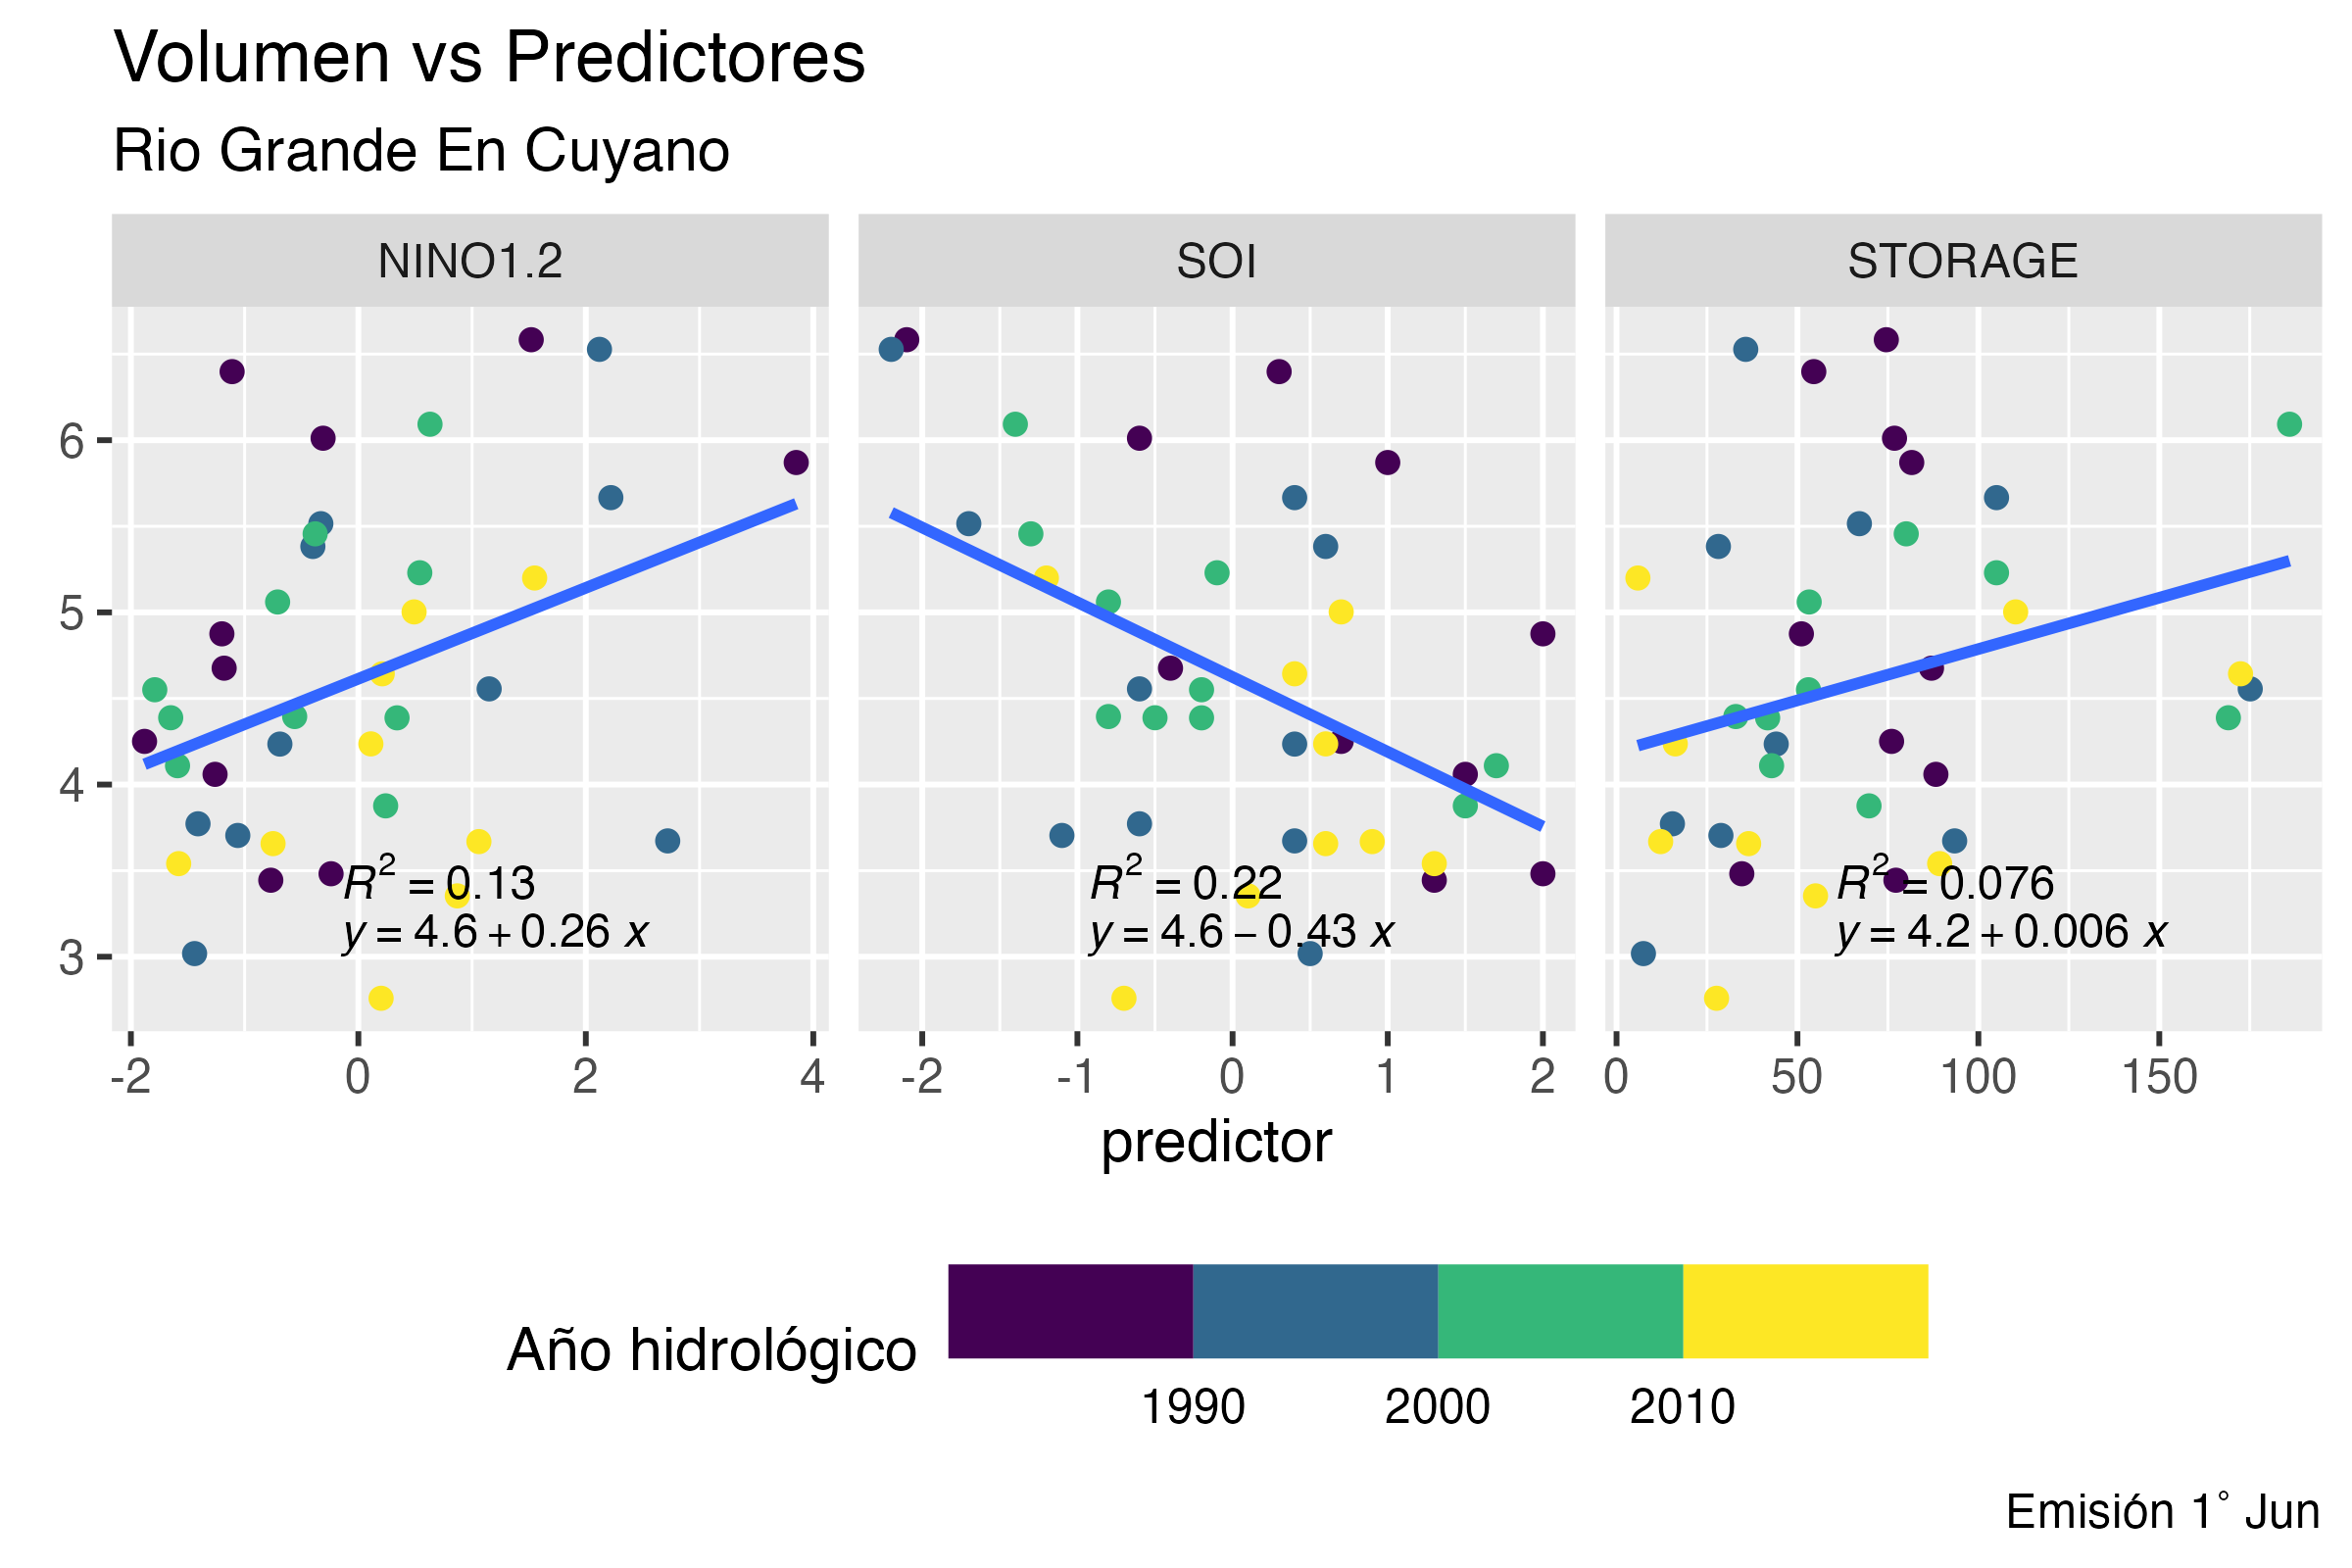 Volumen vs Predictores
Rio Grande En Cuyano
NINO1.2 SOI STORAGE
6
5
4
3
R² = 0.13
y = 4.6 + 0.26 x
R² = 0.22
y = 4.6 − 0.43 x
R² = 0.076
y = 4.2 + 0.006 x
-2 0 2 4 -2 -1 0 1 2 0 50 100 150
predictor
Año hidrológico
1990 2000 2010
Emisión 1° Jun